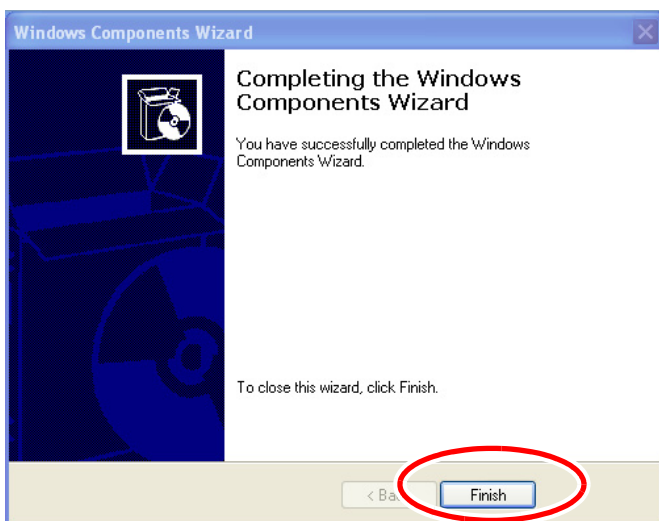 Windows Components Wizard
Completing the Windows
Components Wizard
You have successfully completed the Windows
Components Wizard.
To close this wizard, click Finish.
< Ba
Finish